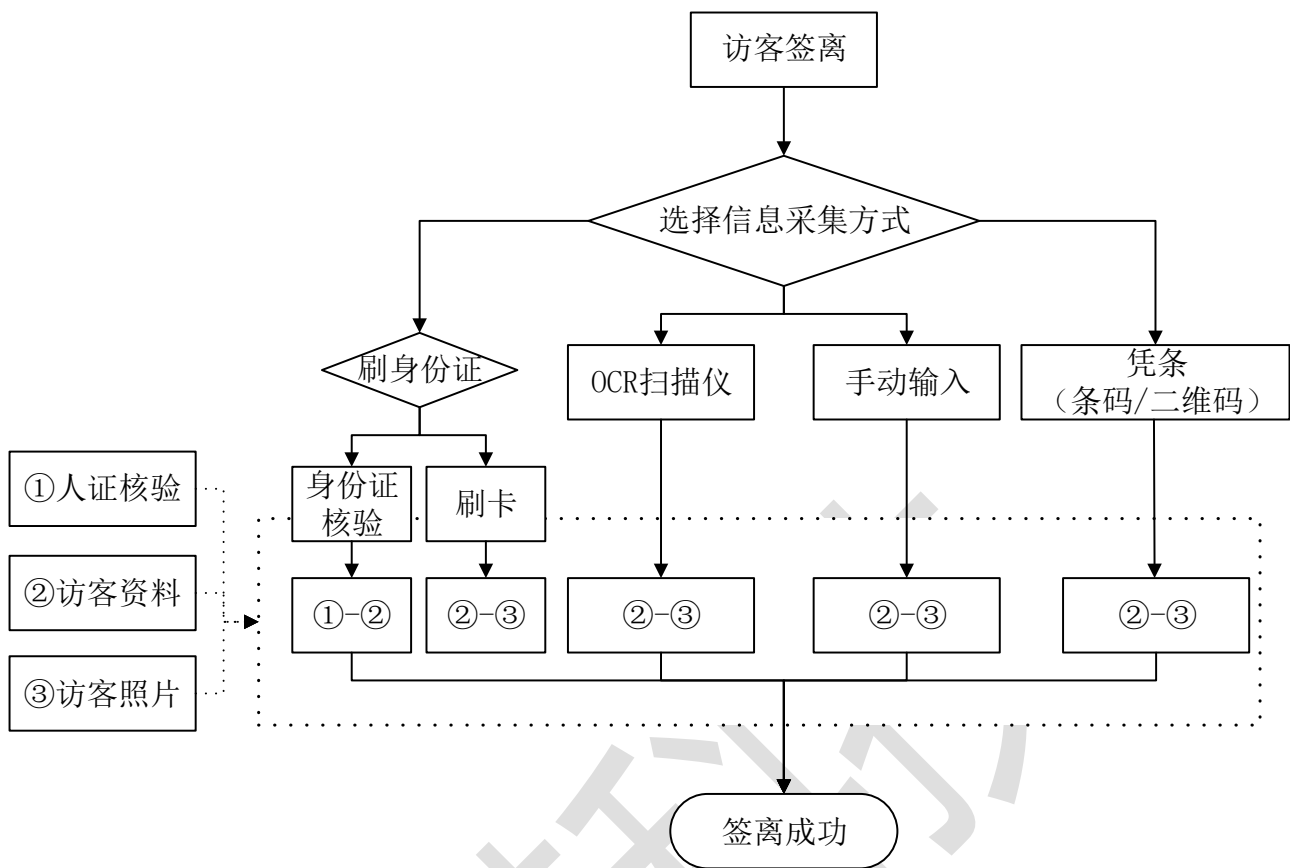 访客签离
选择信息采集方式
刷身份证
OCR扫描仪
手动输入
凭条
（条码/二维码）
①人证核验
身份证
核验
刷卡
②访客资料
①-②
②-③
②-③
②-③
②-③
③访客照片
签离成功